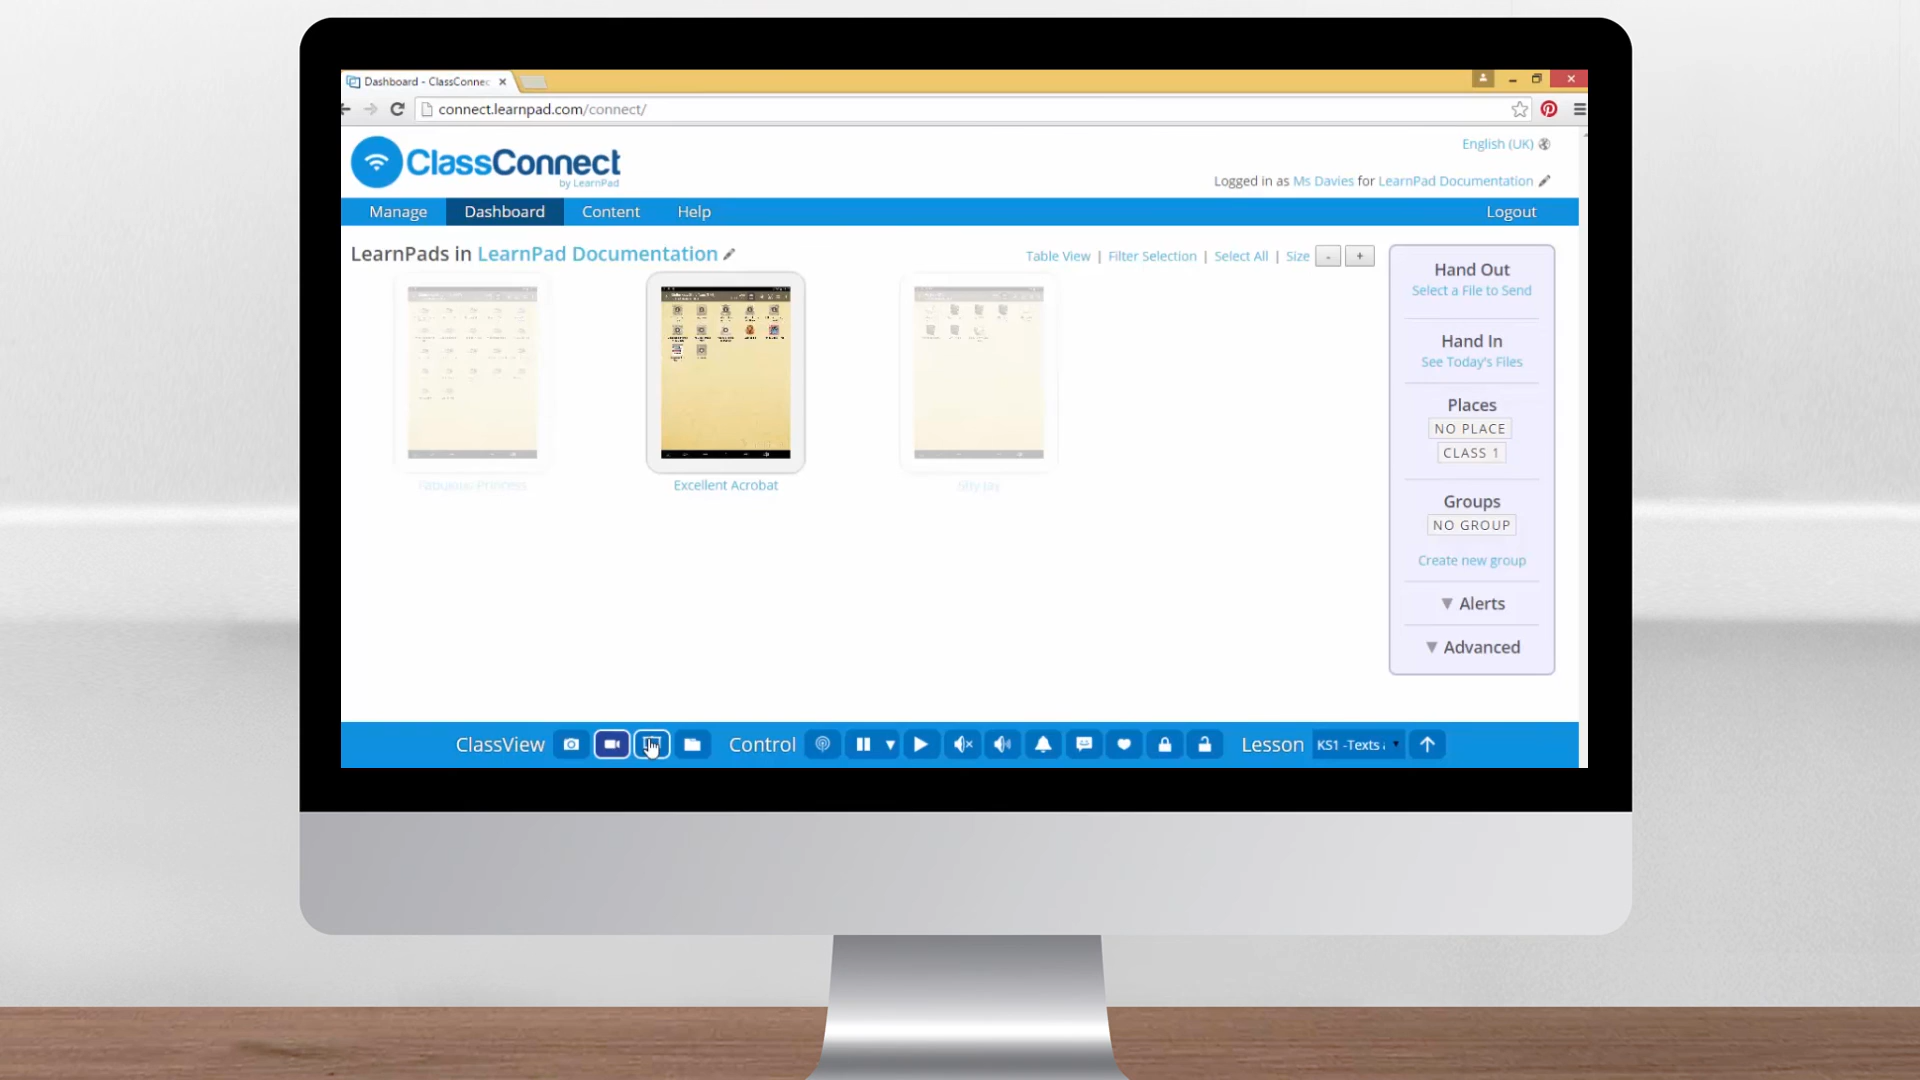 Dashboard - ClassConnec
connect.learnpad.com/connect/
ClassConnect
by LearnPad
English (UK)
Logged in as Ms Davies for LearnPad Documentation
Manage Dashboard Content Help Logout
LearnPads in LearnPad Documentation
Table View | Filter Selection | Select All | Size - +
Excellent Acrobat
Hand Out
Select a File to Send
Hand In
See Today's Files
Places
NO PLACE
CLASS 1
Groups
NO GROUP
Create new group
Alerts
Advanced
ClassView Control Lesson KS1 -Texts